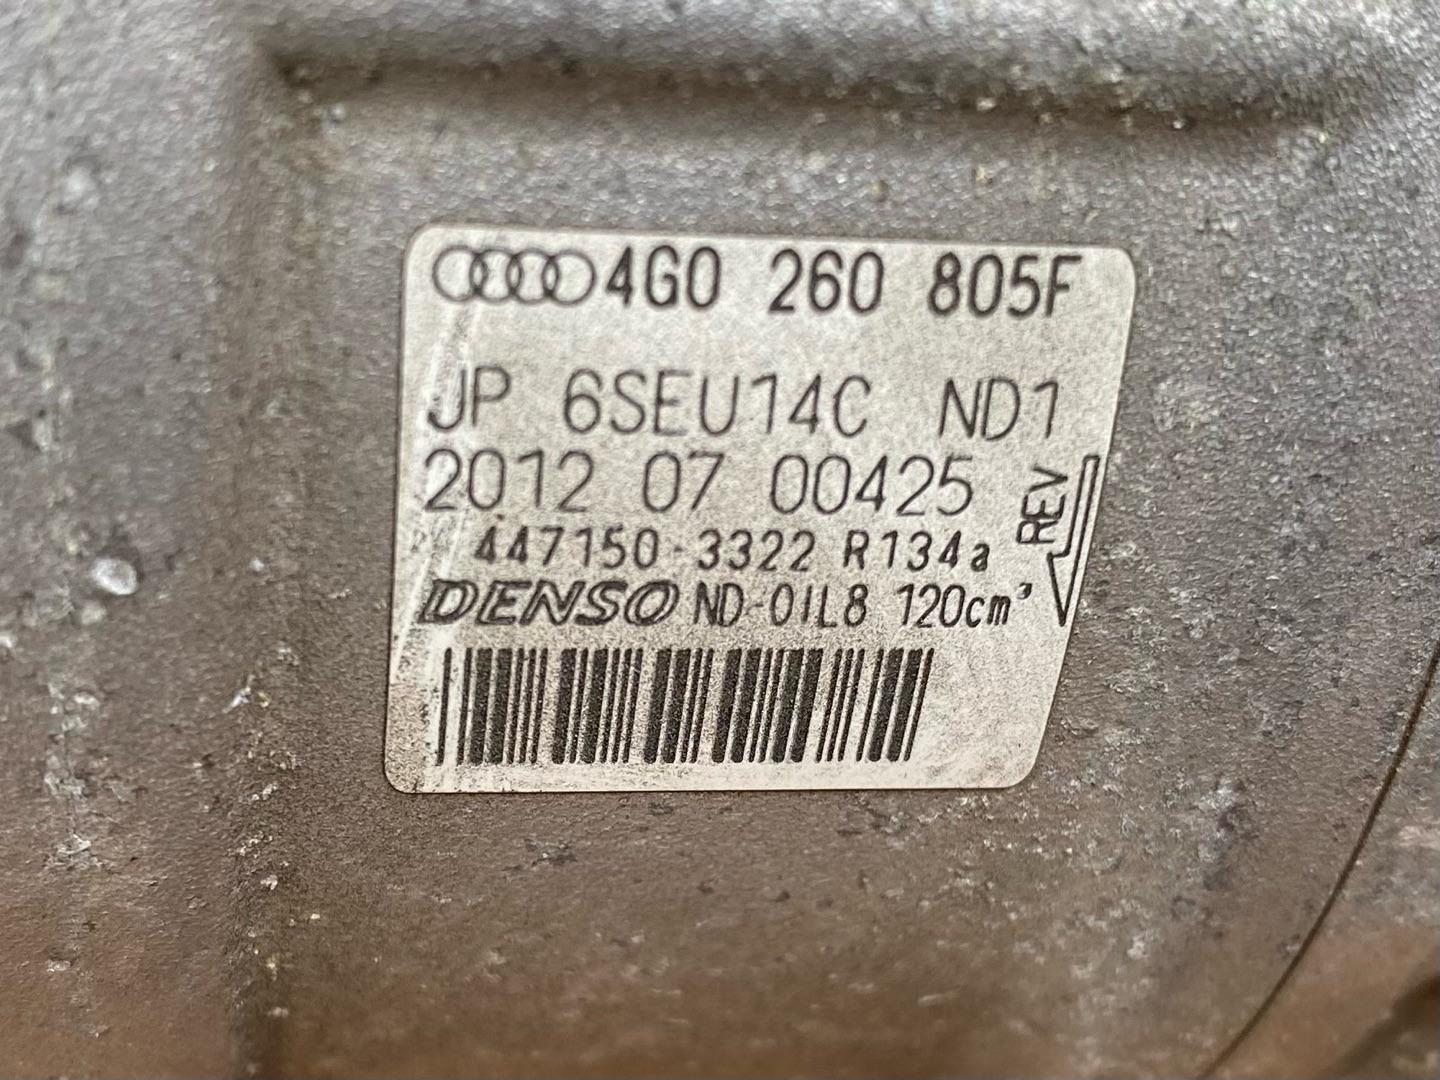 4G0 260 805F
JP 6SEU14C ND1
2012 07 00425
447150-3322 R134a
DENSO ND-OIL8 120cm³
REV